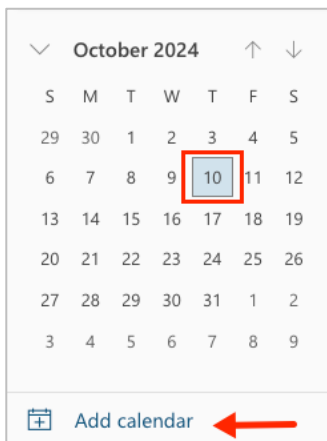 October 2024
S M T W T F S
29 30 1 2 3 4 5
6 7 8 9 10 11 12
13 14 15 16 17 18 19
20 21 22 23 24 25 26
27 28 29 30 31 1 2
3 4 5 6 7 8 9
Add calendar